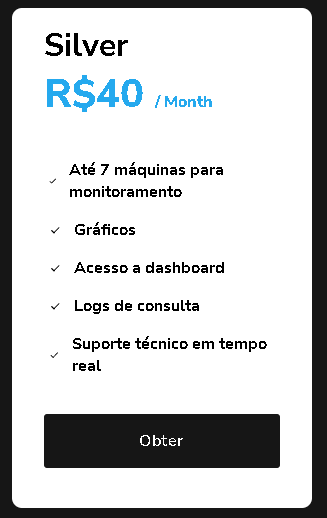 Silver
R$40 / Month
Até 7 máquinas para
monitoramento
Gráficos
Acesso a dashboard
Logs de consulta
Suporte técnico em tempo
real
Obter